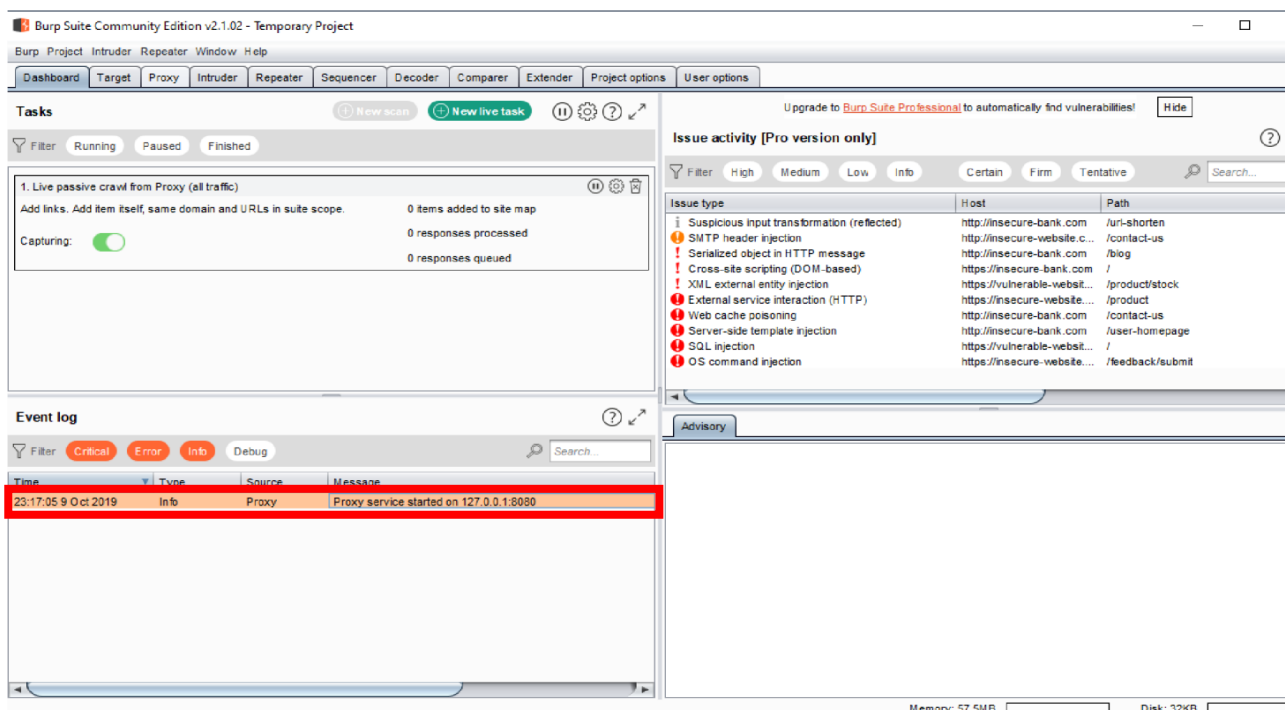 Burp Suite Community Edition v2.1.02 - Temporary Project
Burp Project Intruder Repeater Window Help
Dashboard Target Proxy Intruder Repeater Sequencer Decoder Comparer Extender Project options User options
Tasks
New scan New live task
Filter Running Paused Finished
1. Live passive crawl from Proxy (all traffic)
Add links. Add item itself, same domain and URLs in suite scope.
0 items added to site map
Capturing:
0 responses processed
0 responses queued
Event log
Filter Critical Error Info Debug Search...
Time Type Source Message
23:17:05 9 Oct 2019 Info Proxy Proxy service started on 127.0.0.1:8080
Upgrade to Burp Suite Professional to automatically find vulnerabilities! Hide
Issue activity [Pro version only]
Filter High Medium Low Info Certain Firm Tentative Search...
Issue type Host Path
Suspicious input transformation (reflected) http://insecure-bank.com /url-shorten
SMTP header injection http://insecure-website.c... /contact-us
Serialized object in HTTP message http://insecure-bank.com /blog
Cross-site scripting (DOM-based) https://insecure-bank.com /
XML external entity injection https://vulnerable-websit... /product/stock
External service interaction (HTTP) https://insecure-website.... /product
Web cache poisoning http://insecure-bank.com /contact-us
Server-side template injection http://insecure-bank.com /user-homepage
SQL injection https://vulnerable-websit... /
OS command injection https://insecure-website.... /feedback/submit
Advisory
Memory: 57.5MB Disk: 32KB